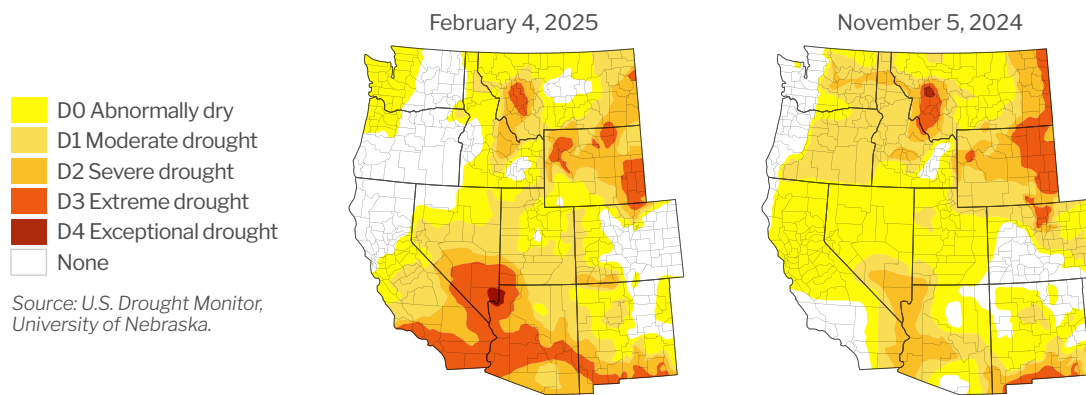 February 4, 2025
November 5, 2024
D0 Abnormally dry
D1 Moderate drought
D2 Severe drought
D3 Extreme drought
D4 Exceptional drought
None
Source: U.S. Drought Monitor,
University of Nebraska.